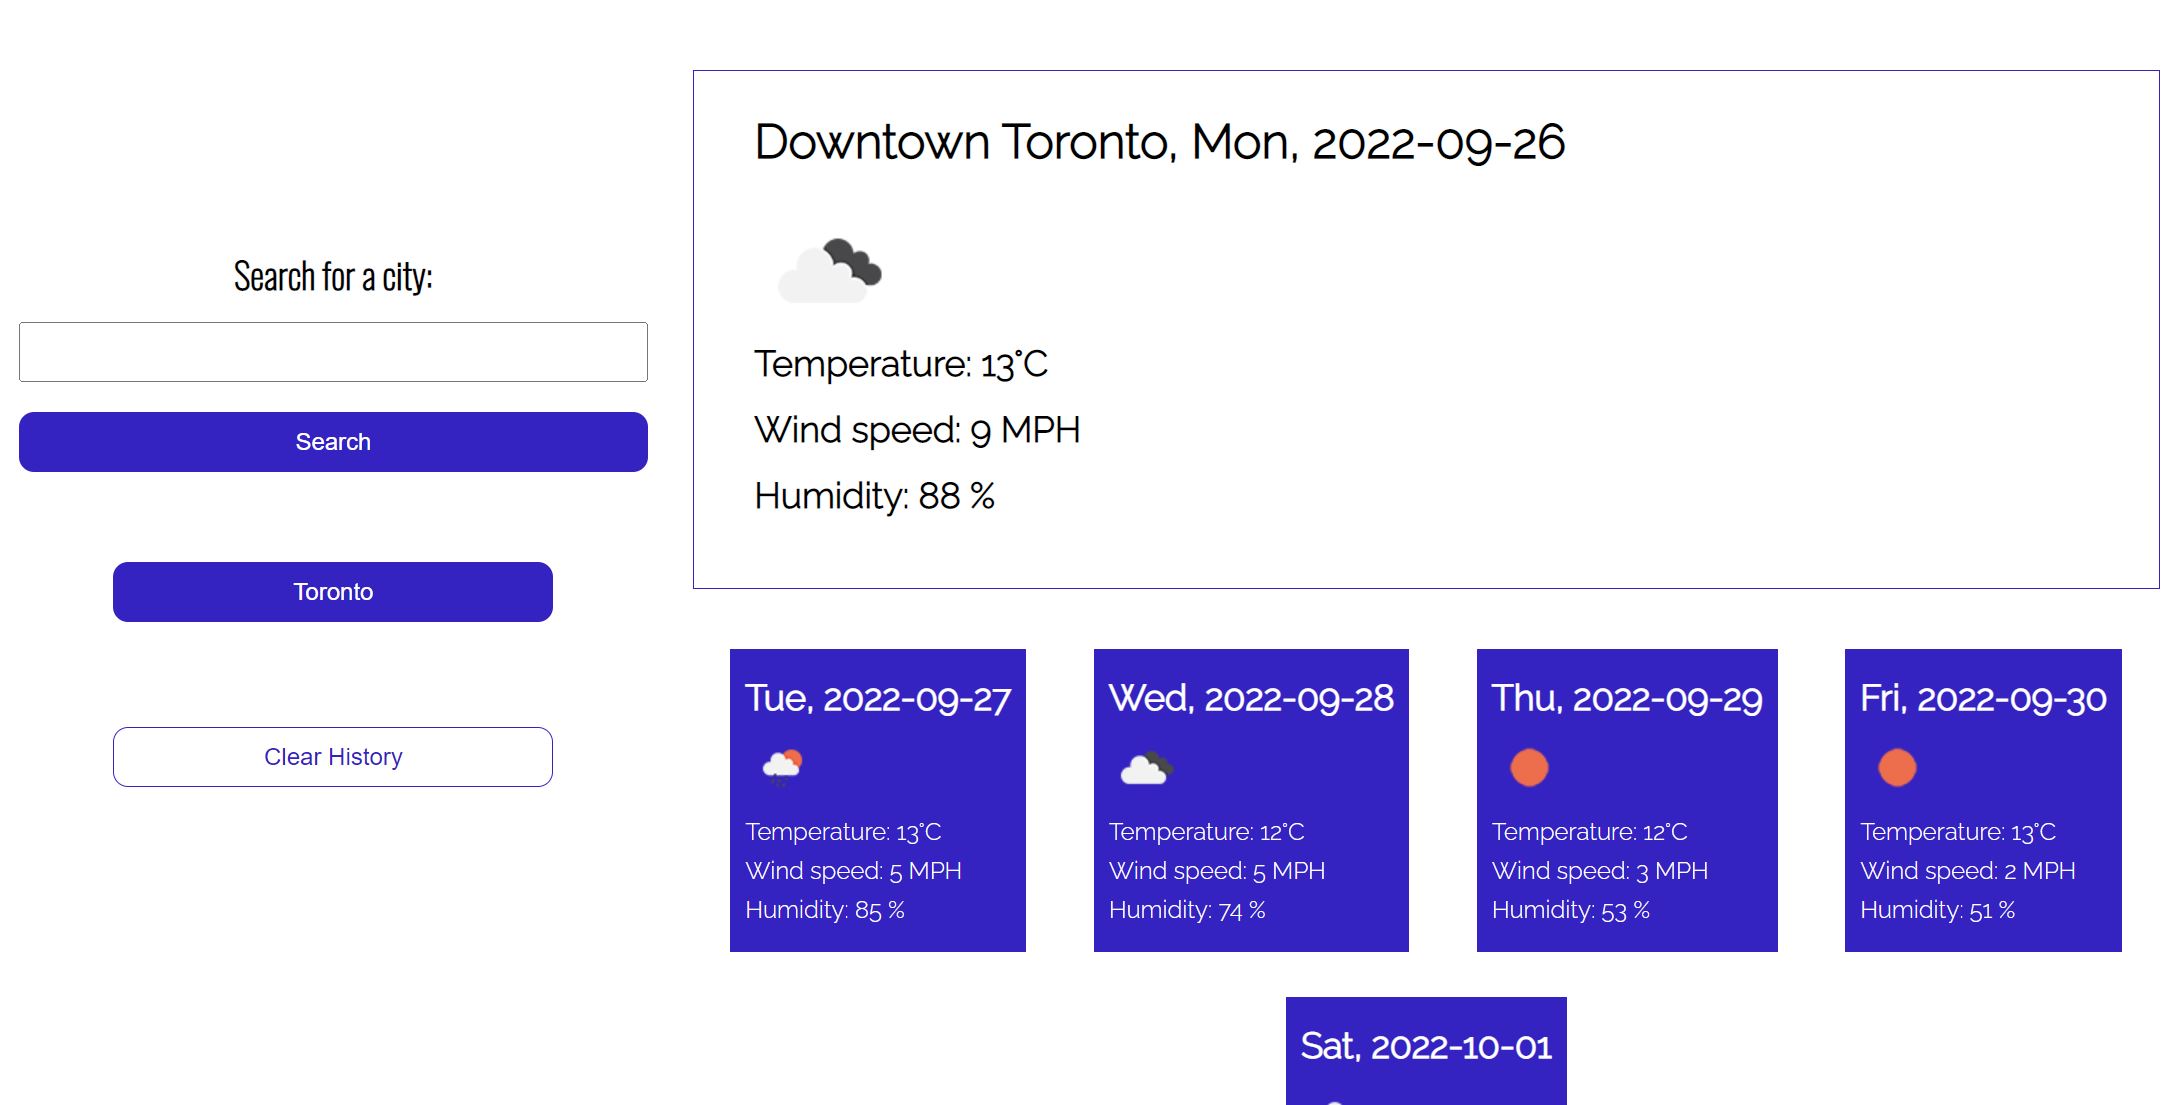 Search for a city:
Search
Toronto
Clear History
Downtown Toronto, Mon, 2022-09-26
Temperature: 13°C
Wind speed: 9 MPH
Humidity: 88 %
Tue, 2022-09-27
Temperature: 13°C
Wind speed: 5 MPH
Humidity: 85 %
Wed, 2022-09-28
Temperature: 12°C
Wind speed: 5 MPH
Humidity: 74 %
Thu, 2022-09-29
Temperature: 12°C
Wind speed: 3 MPH
Humidity: 53 %
Fri, 2022-09-30
Temperature: 13°C
Wind speed: 2 MPH
Humidity: 51 %
Sat, 2022-10-01